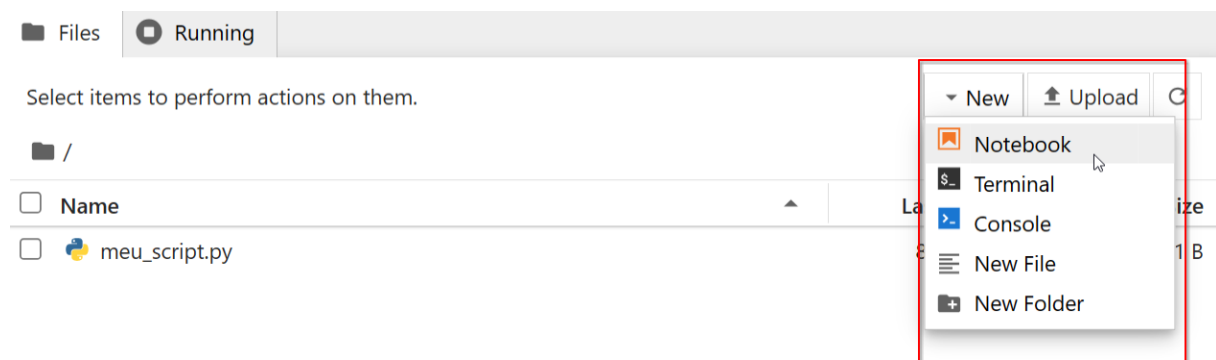 Files Running
Select items to perform actions on them.
New Upload
/
Notebook
$_ Terminal
Console
New File
New Folder
Name
meu_script.py